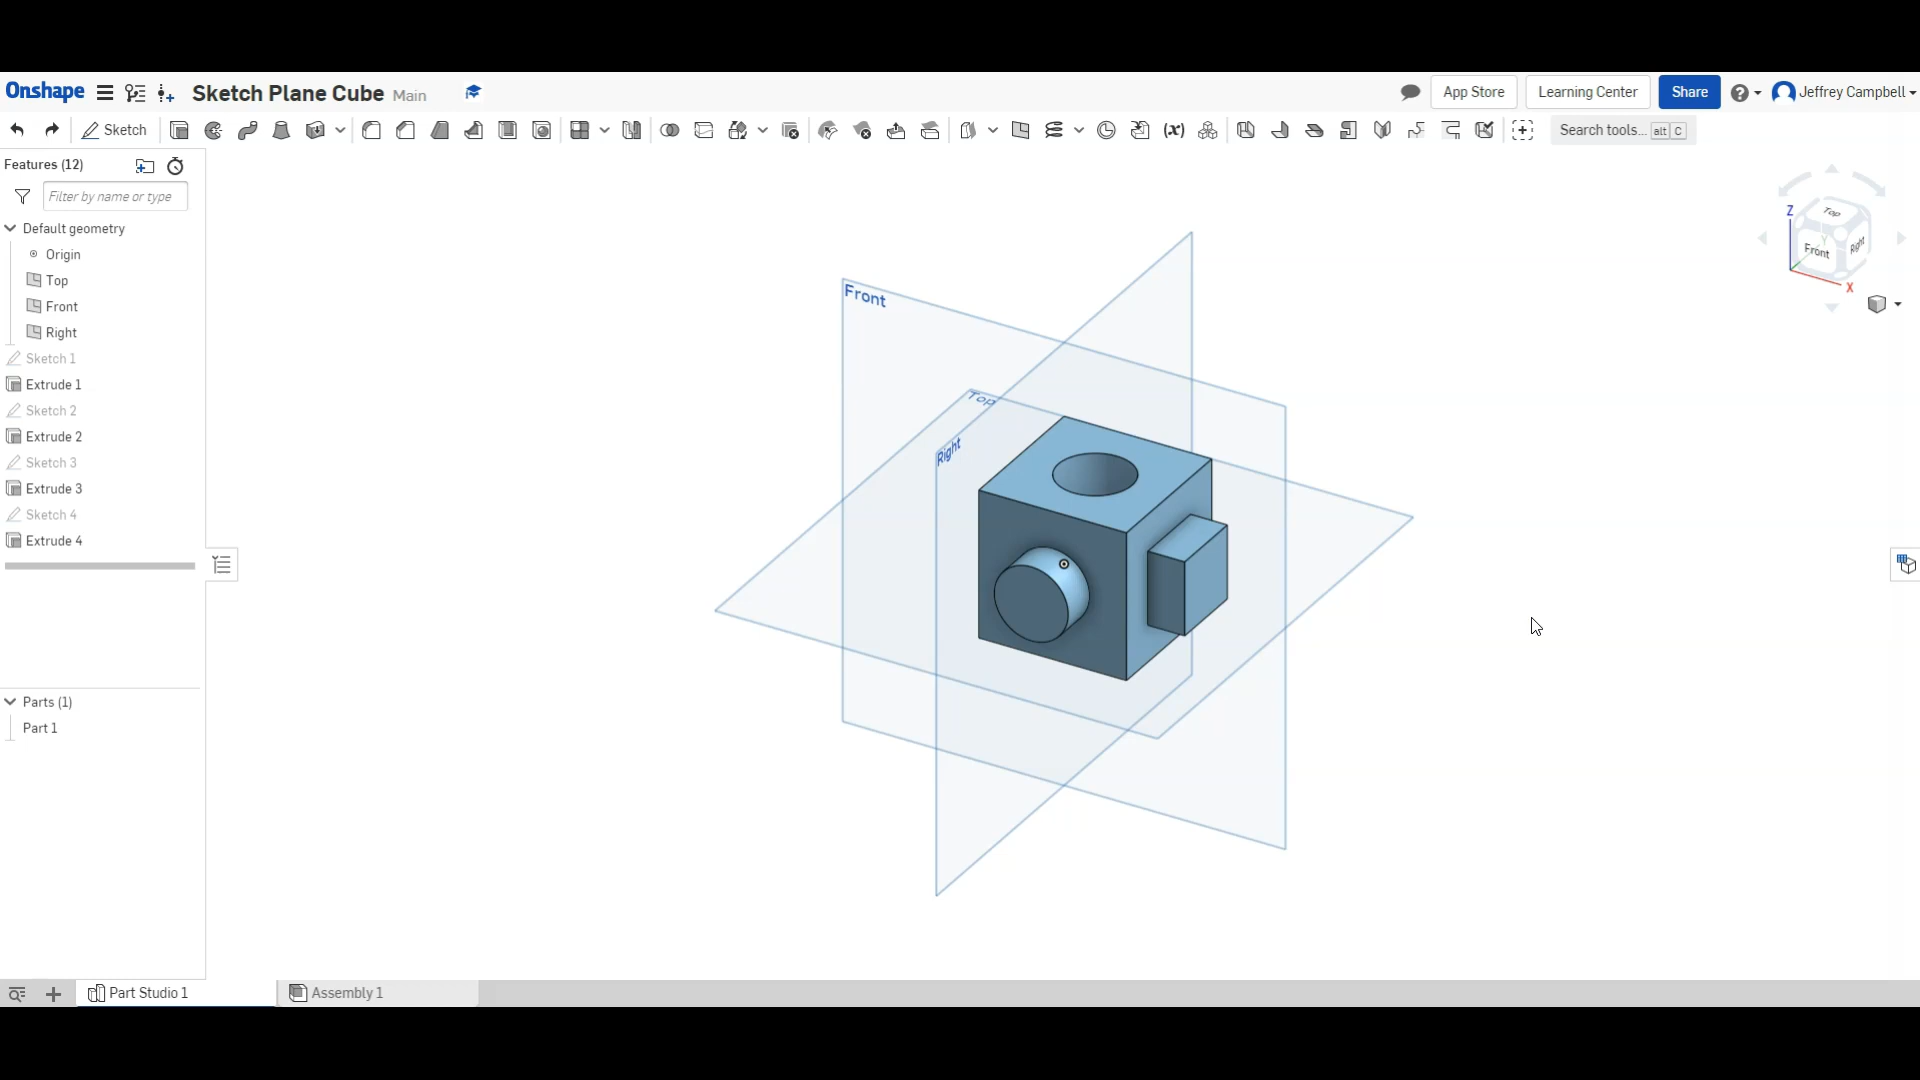 Onshape Sketch Plane Cube Main App Store Learning Center Share Jeffrey Campbell
Sketch (x) Search tools... alt C
Features (12)
Filter by name or type
Default geometry
Origin
Top
Front
Right
Sketch 1
Extrude 1
Sketch 2
Extrude 2
Sketch 3
Extrude 3
Sketch 4
Extrude 4
Parts (1)
Part 1
Front
Top
Right
Z
Top
Y
Front
Right
X
Part Studio 1 Assembly 1